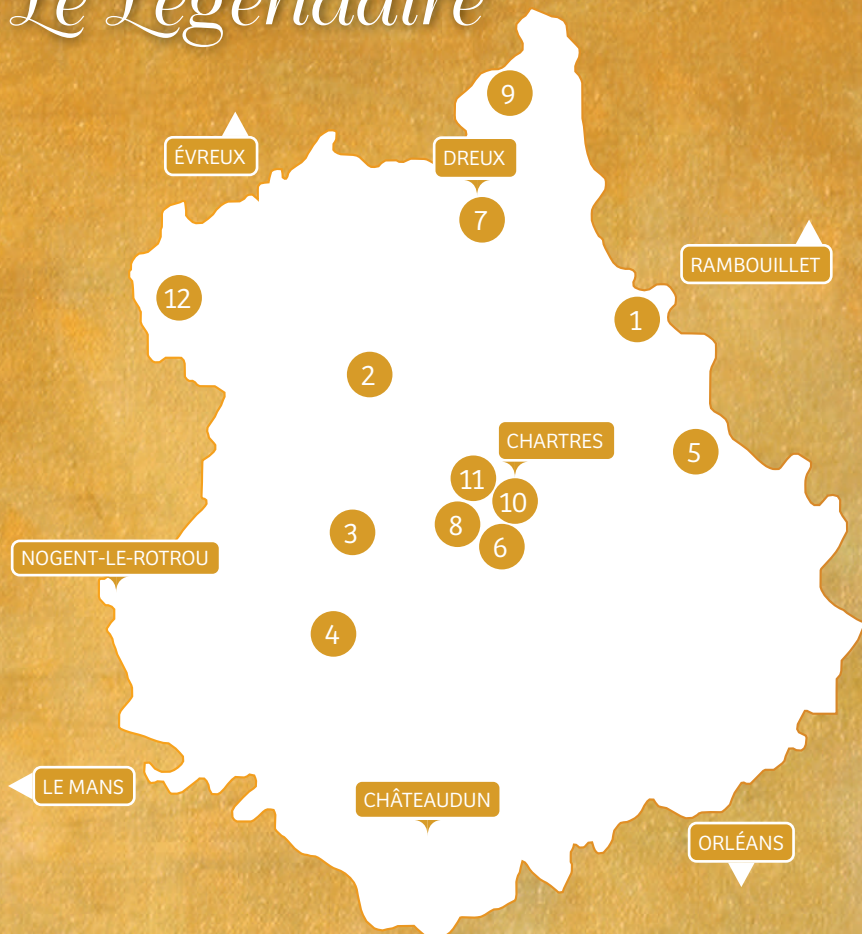 Le Légendaire
9
ÉVREUX
DREUX
7
RAMBOUILLET
12
1
2
CHARTRES
5
11
10
8
3
6
NOGENT-LE-ROTROU
4
LE MANS
CHÂTEAUDUN
ORLÉANS